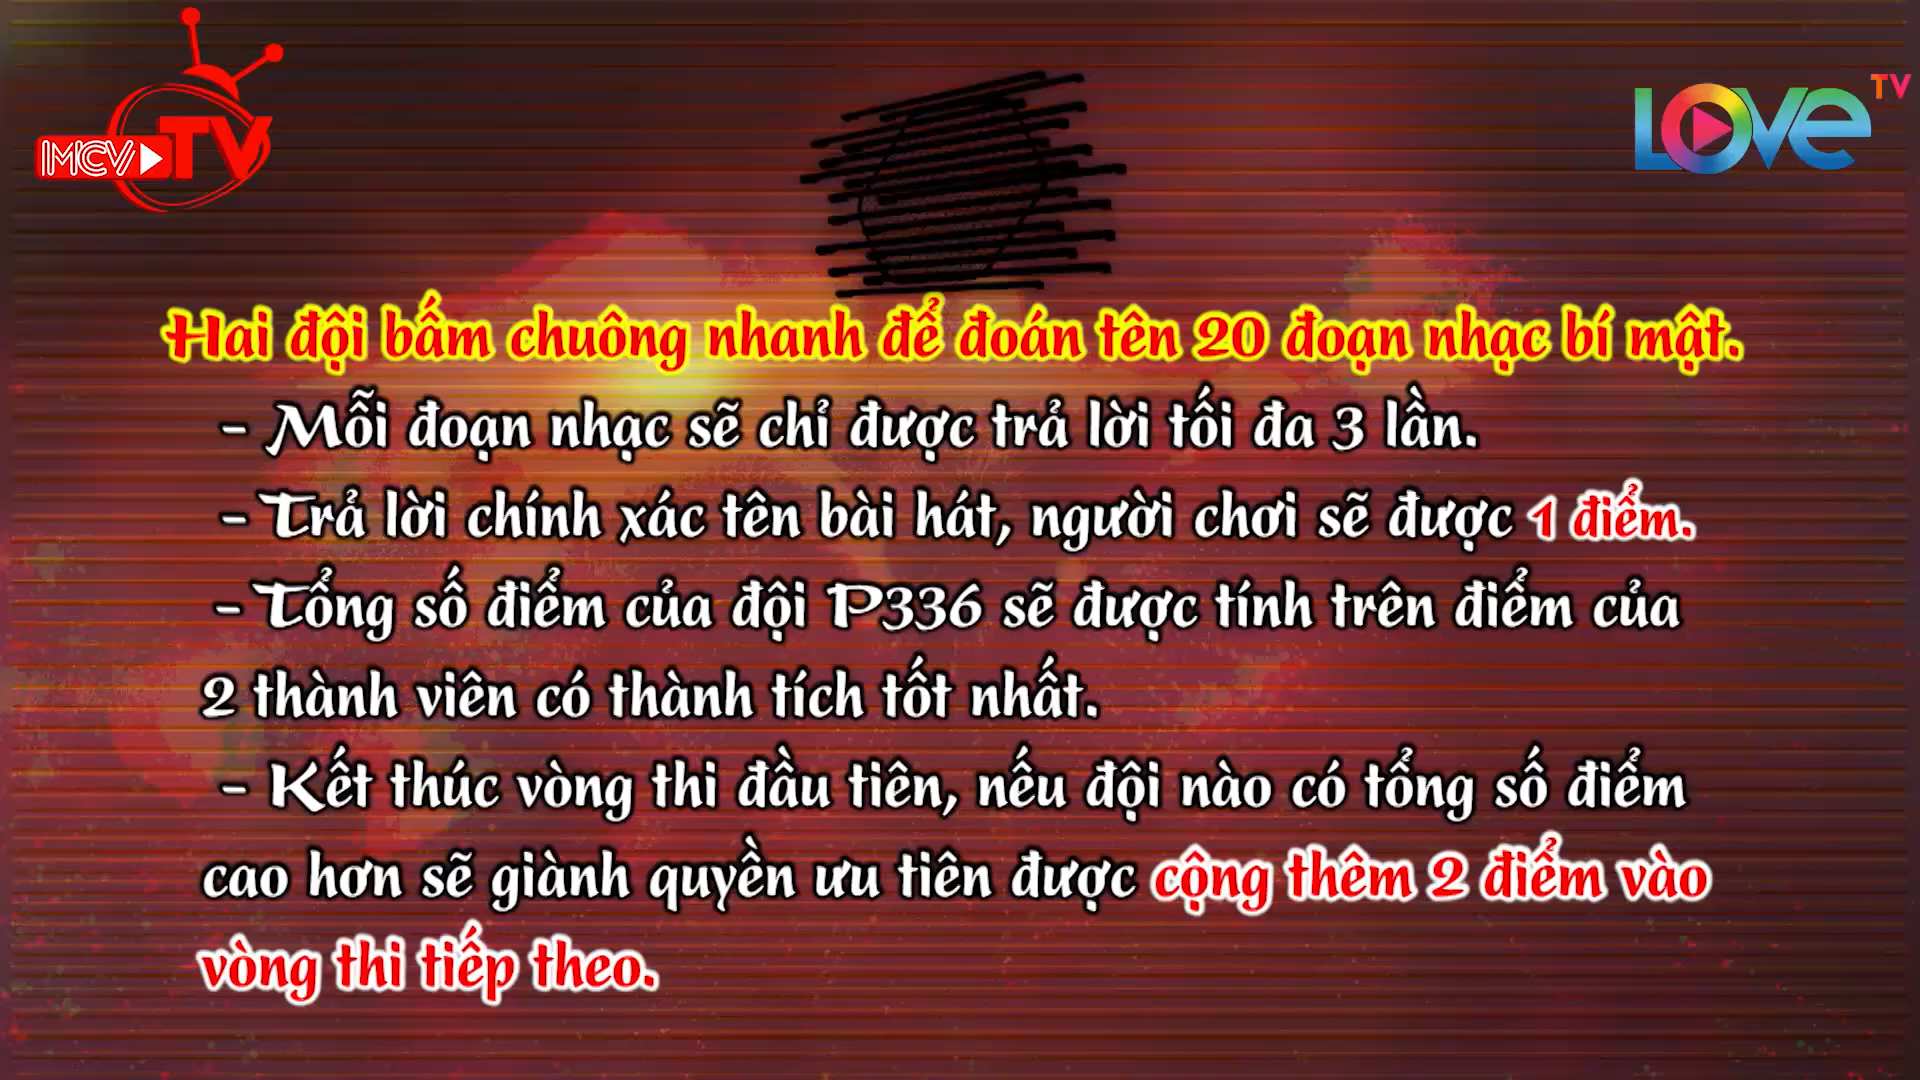 MCV TV
LOVE TV
Hai đội bấm chuông nhanh để đoán tên 20 đoạn nhạc bí mật.
- Mỗi đoạn nhạc sẽ chỉ được trả lời tối đa 3 lần.
- Trả lời chính xác tên bài hát, người chơi sẽ được 1 điểm.
- Tổng số điểm của đội P336 sẽ được tính trên điểm của
2 thành viên có thành tích tốt nhất.
- Kết thúc vòng thi đầu tiên, nếu đội nào có tổng số điểm
cao hơn sẽ giành quyền ưu tiên được cộng thêm 2 điểm vào
vòng thi tiếp theo.